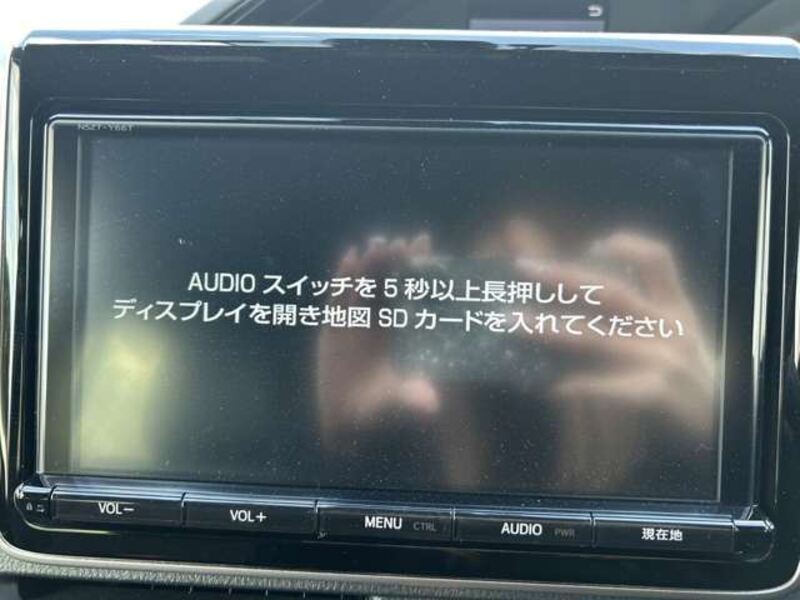 NSZT-Y66T
AUDIO スイッチを 5 秒以上長押しして
ディスプレイを開き地図 SD カードを入れてください
VOL−
VOL+
MENU CTRL
AUDIO PWR
現在地